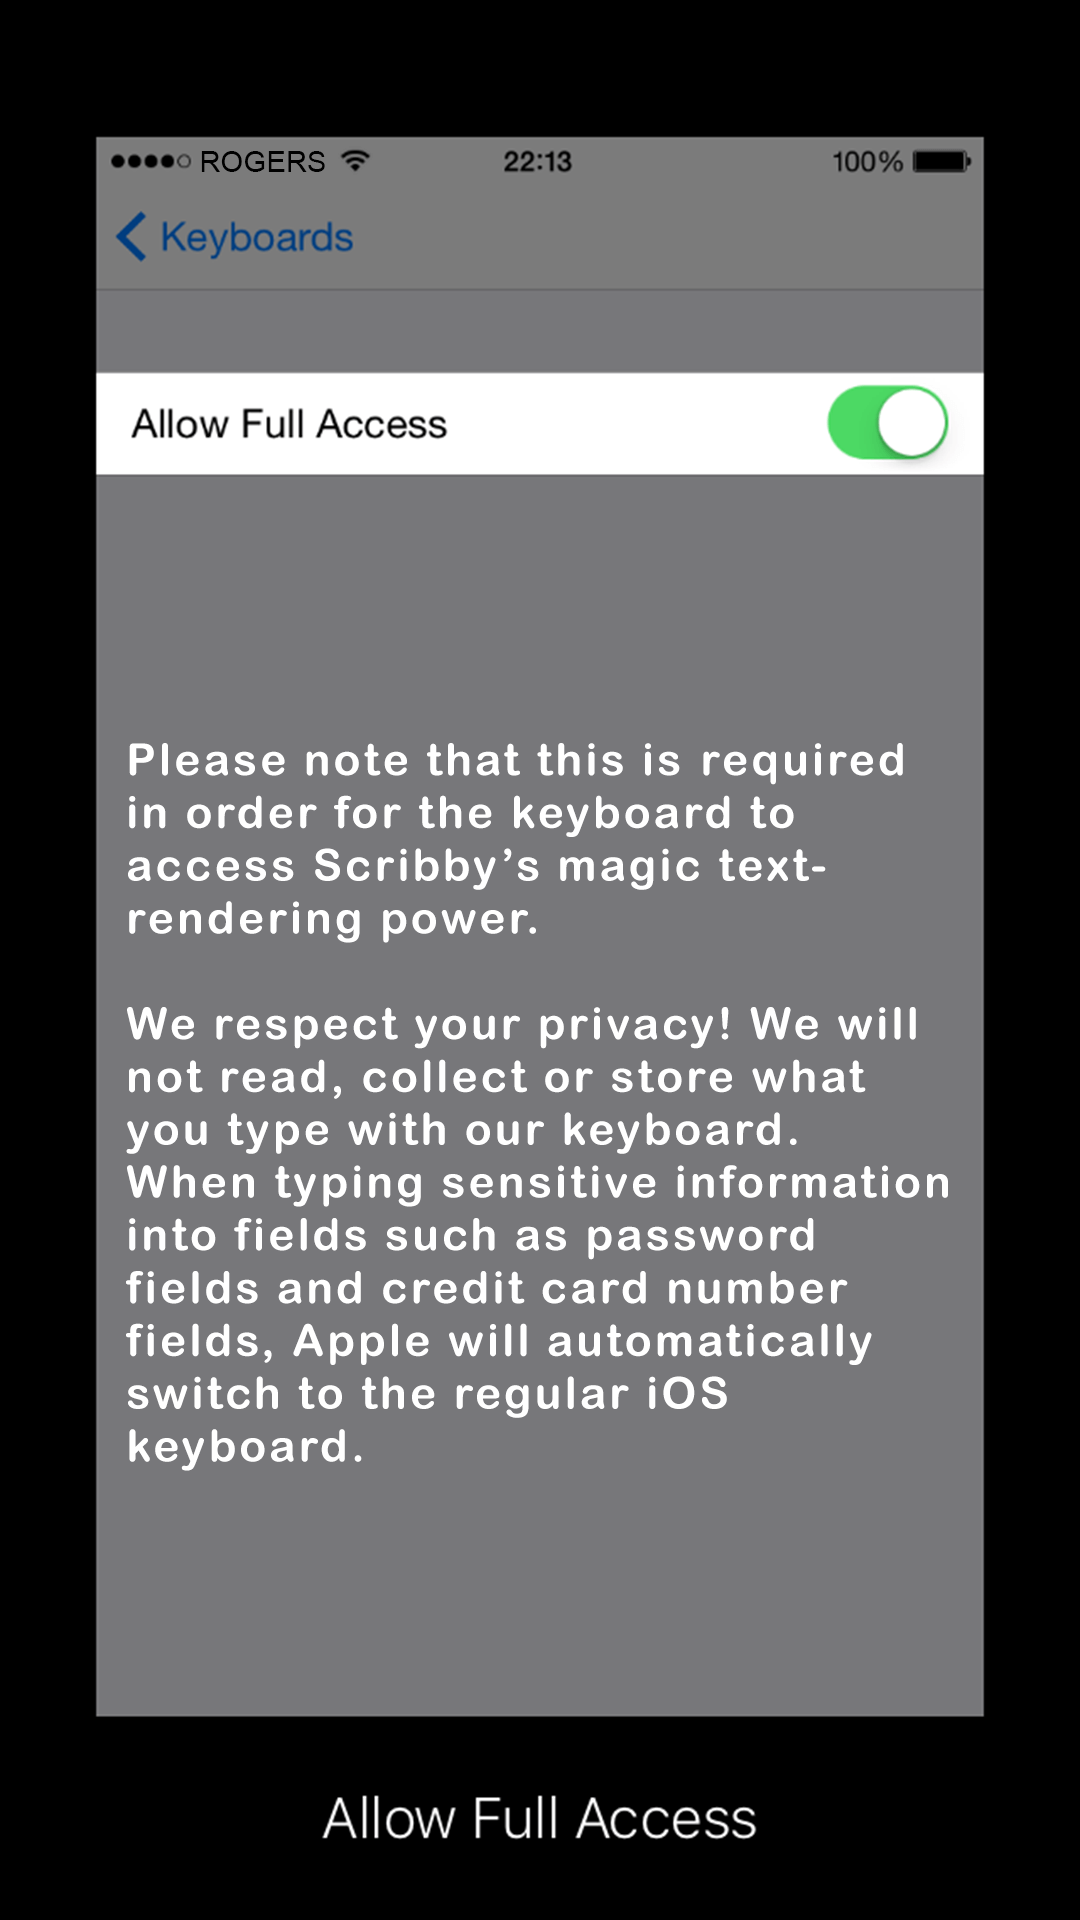 ROGERS 22:13 100%
Keyboards
Allow Full Access
Please note that this is required
in order for the keyboard to
access Scribby’s magic text-
rendering power.
We respect your privacy! We will
not read, collect or store what
you type with our keyboard.
When typing sensitive information
into fields such as password
fields and credit card number
fields, Apple will automatically
switch to the regular iOS
keyboard.
Allow Full Access